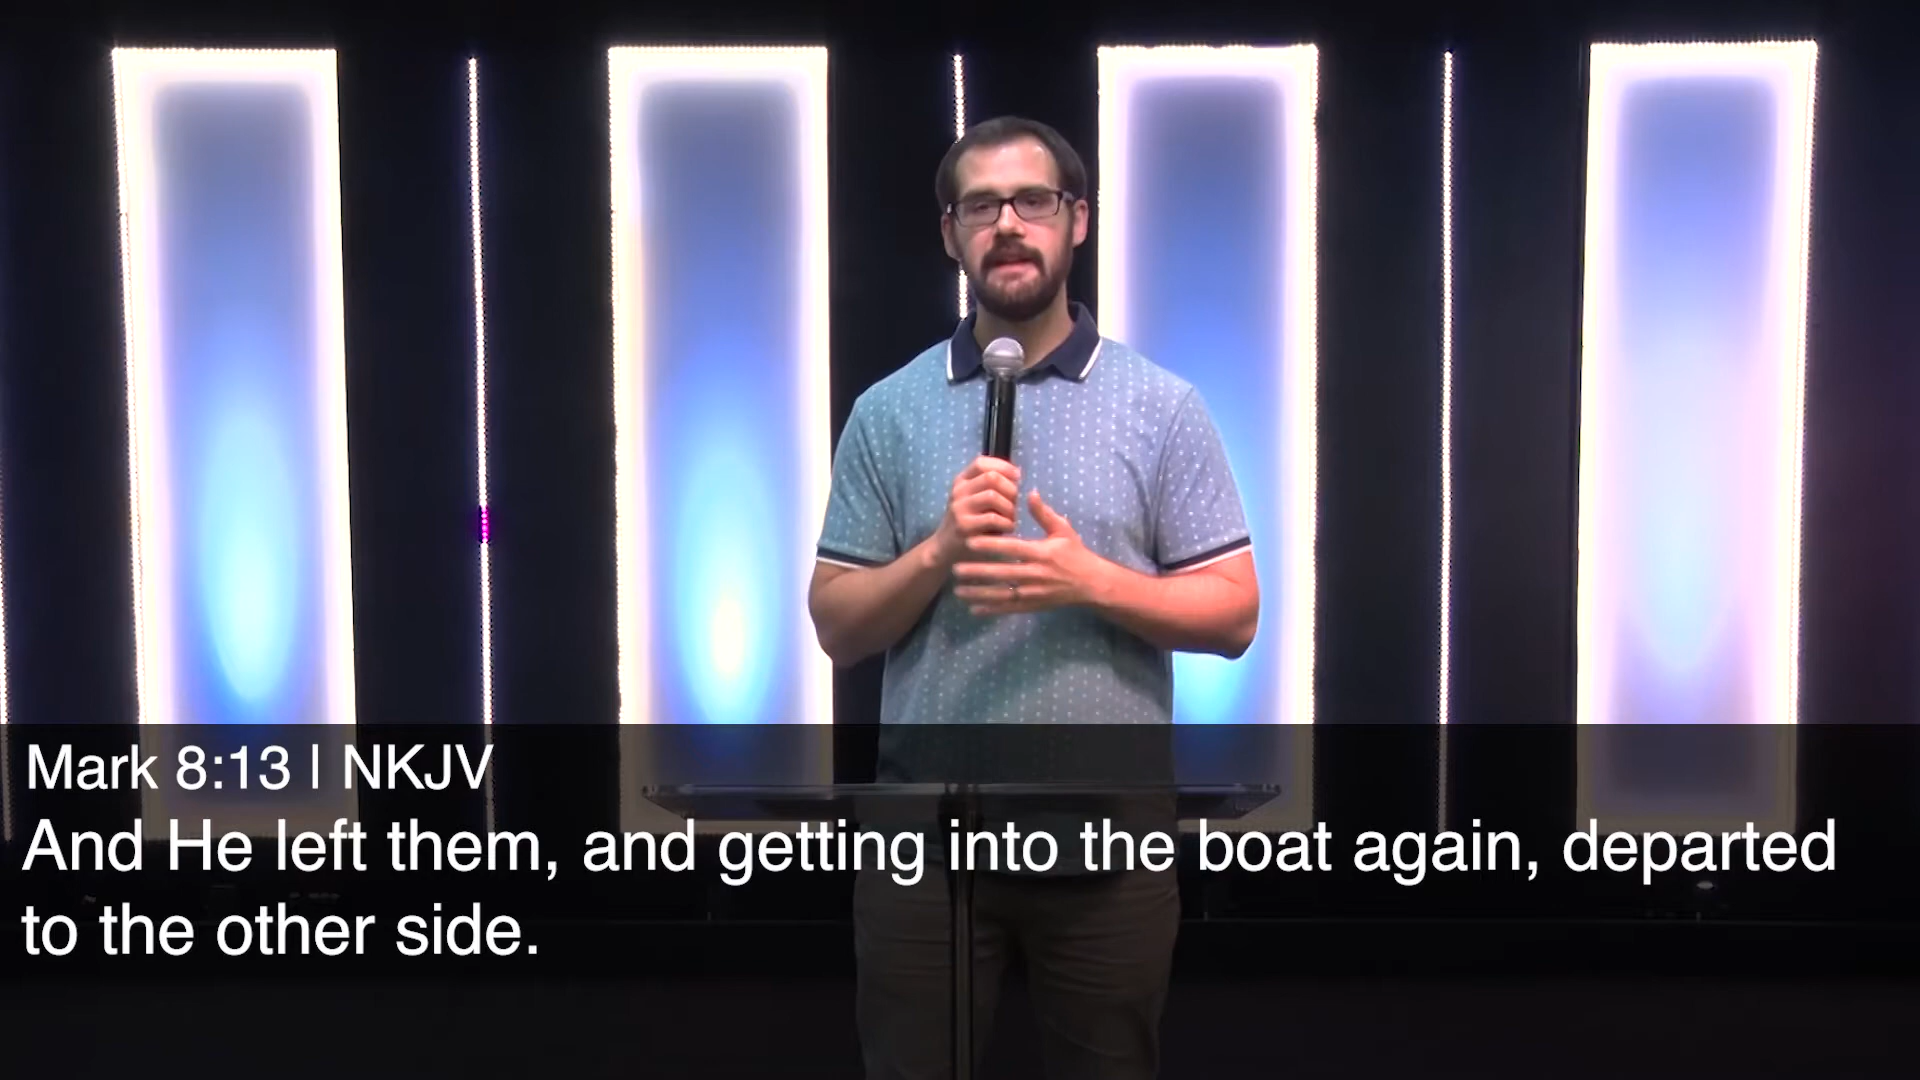 Mark 8:13 | NKJV
And He left them, and getting into the boat again, departed
to the other side.